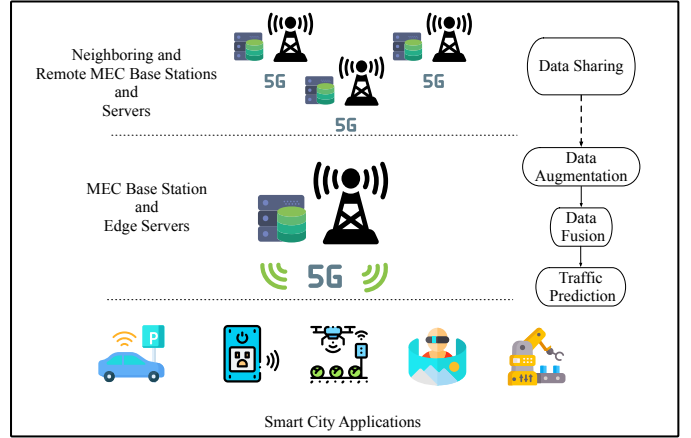 Neighboring and
Remote MEC Base Stations
and
Servers
5G
5G
5G
Data Sharing
MEC Base Station
and
Edge Servers
5G
Data
Augmentation
Data
Fusion
Traffic
Prediction
P
Smart City Applications